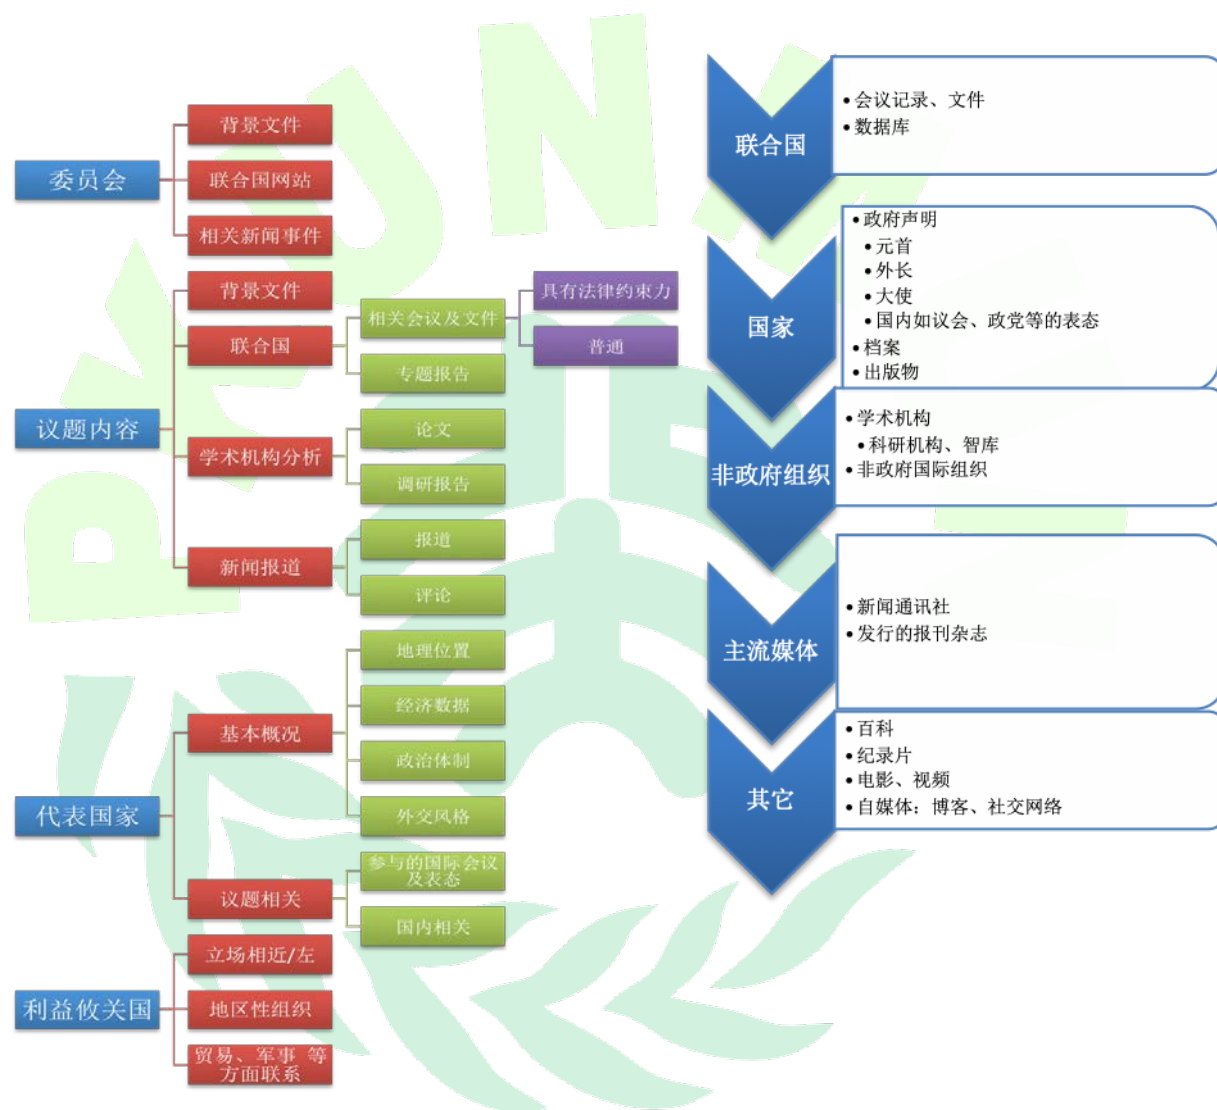 委员会
背景文件
联合国网站
相关新闻事件
议题内容
背景文件
联合国
相关会议及文件
具有法律约束力
普通
专题报告
学术机构分析
论文
调研报告
新闻报道
报道
评论
代表国家
基本概况
地理位置
经济数据
政治体制
外交风格
议题相关
参与的国际会议
及表态
国内相关
利益攸关国
立场相近/左
地区性组织
贸易、军事 等
方面联系
联合国
•会议记录、文件
•数据库
国家
•政府声明
•元首
•外长
•大使
•国内如议会、政党等的表态
•档案
•出版物
非政府组织
•学术机构
•科研机构、智库
•非政府国际组织
主流媒体
•新闻通讯社
•发行的报刊杂志
其它
•百科
•纪录片
•电影、视频
•自媒体：博客、社交网络